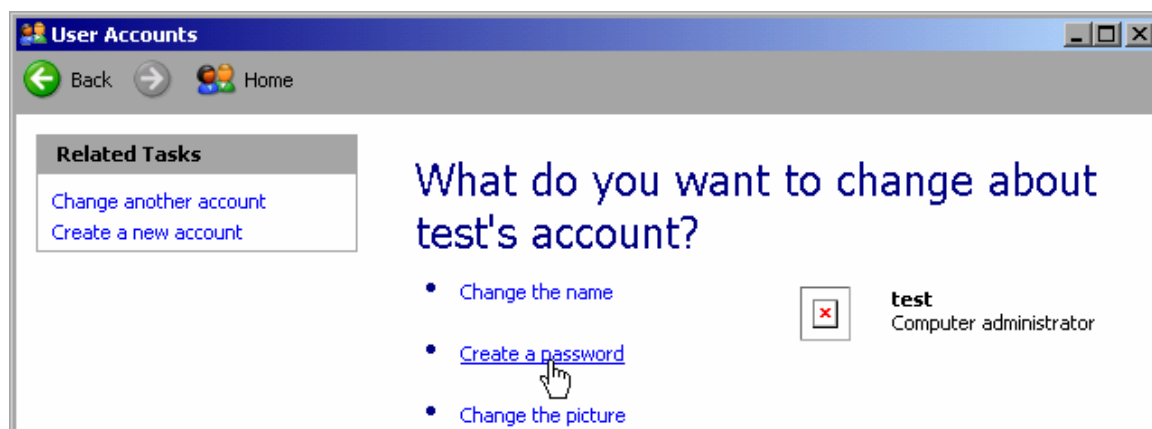 User Accounts
Back Home
Related Tasks
Change another account
Create a new account
What do you want to change about
test's account?
Change the name
Create a password
Change the picture
test
Computer administrator